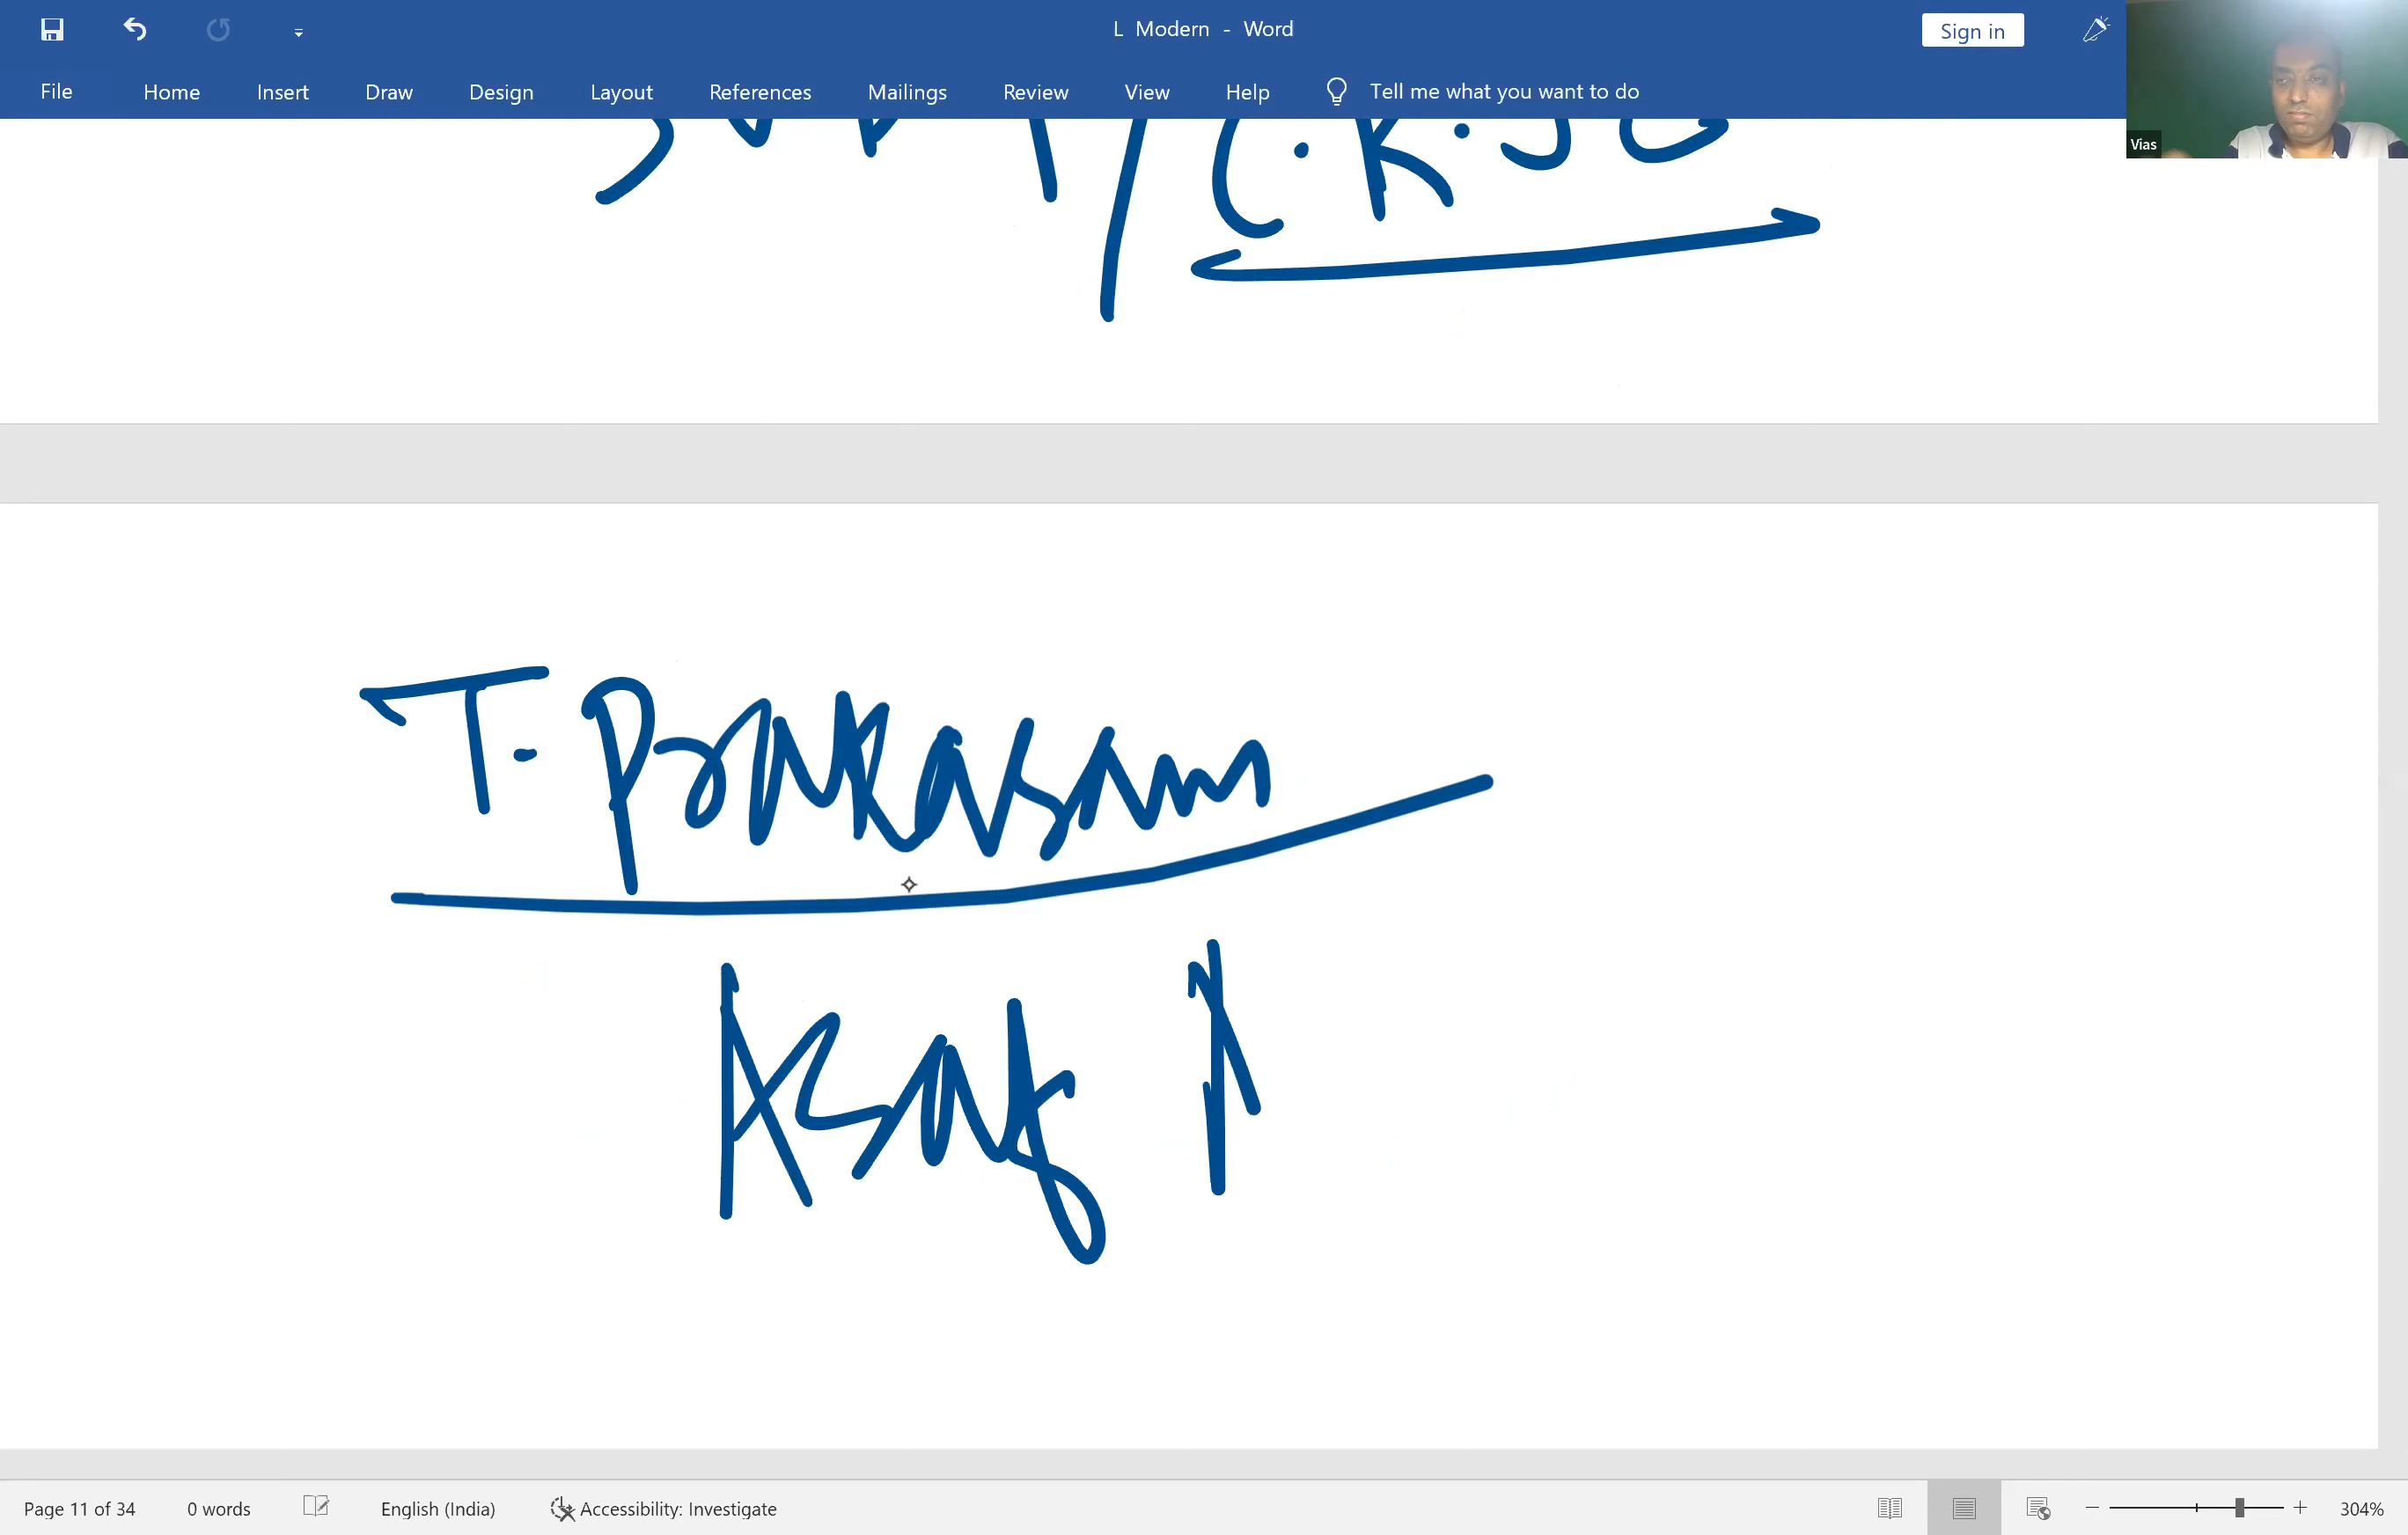 L Modern - Word
Sign in
File Home Insert Draw Design Layout References Mailings Review View Help Tell me what you want to do
Vias
T. Prakasam
Asaf A
Page 11 of 34 0 words English (India) Accessibility: Investigate 304%